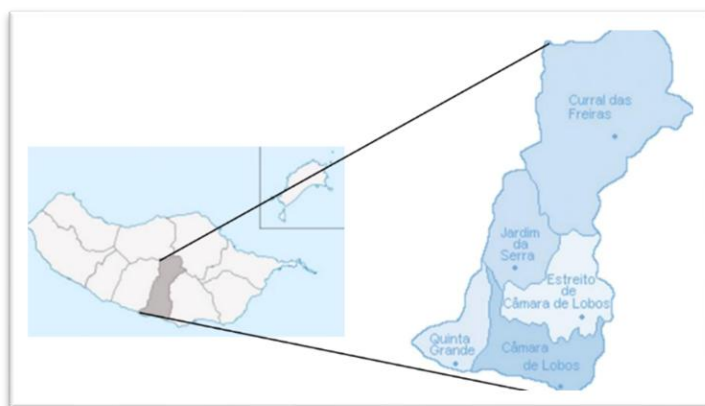 Curral das
Freiras
Jardim
da
Serra
Estreito
de
Câmara de Lobos
Quinta
Grande
Câmara
de Lobos